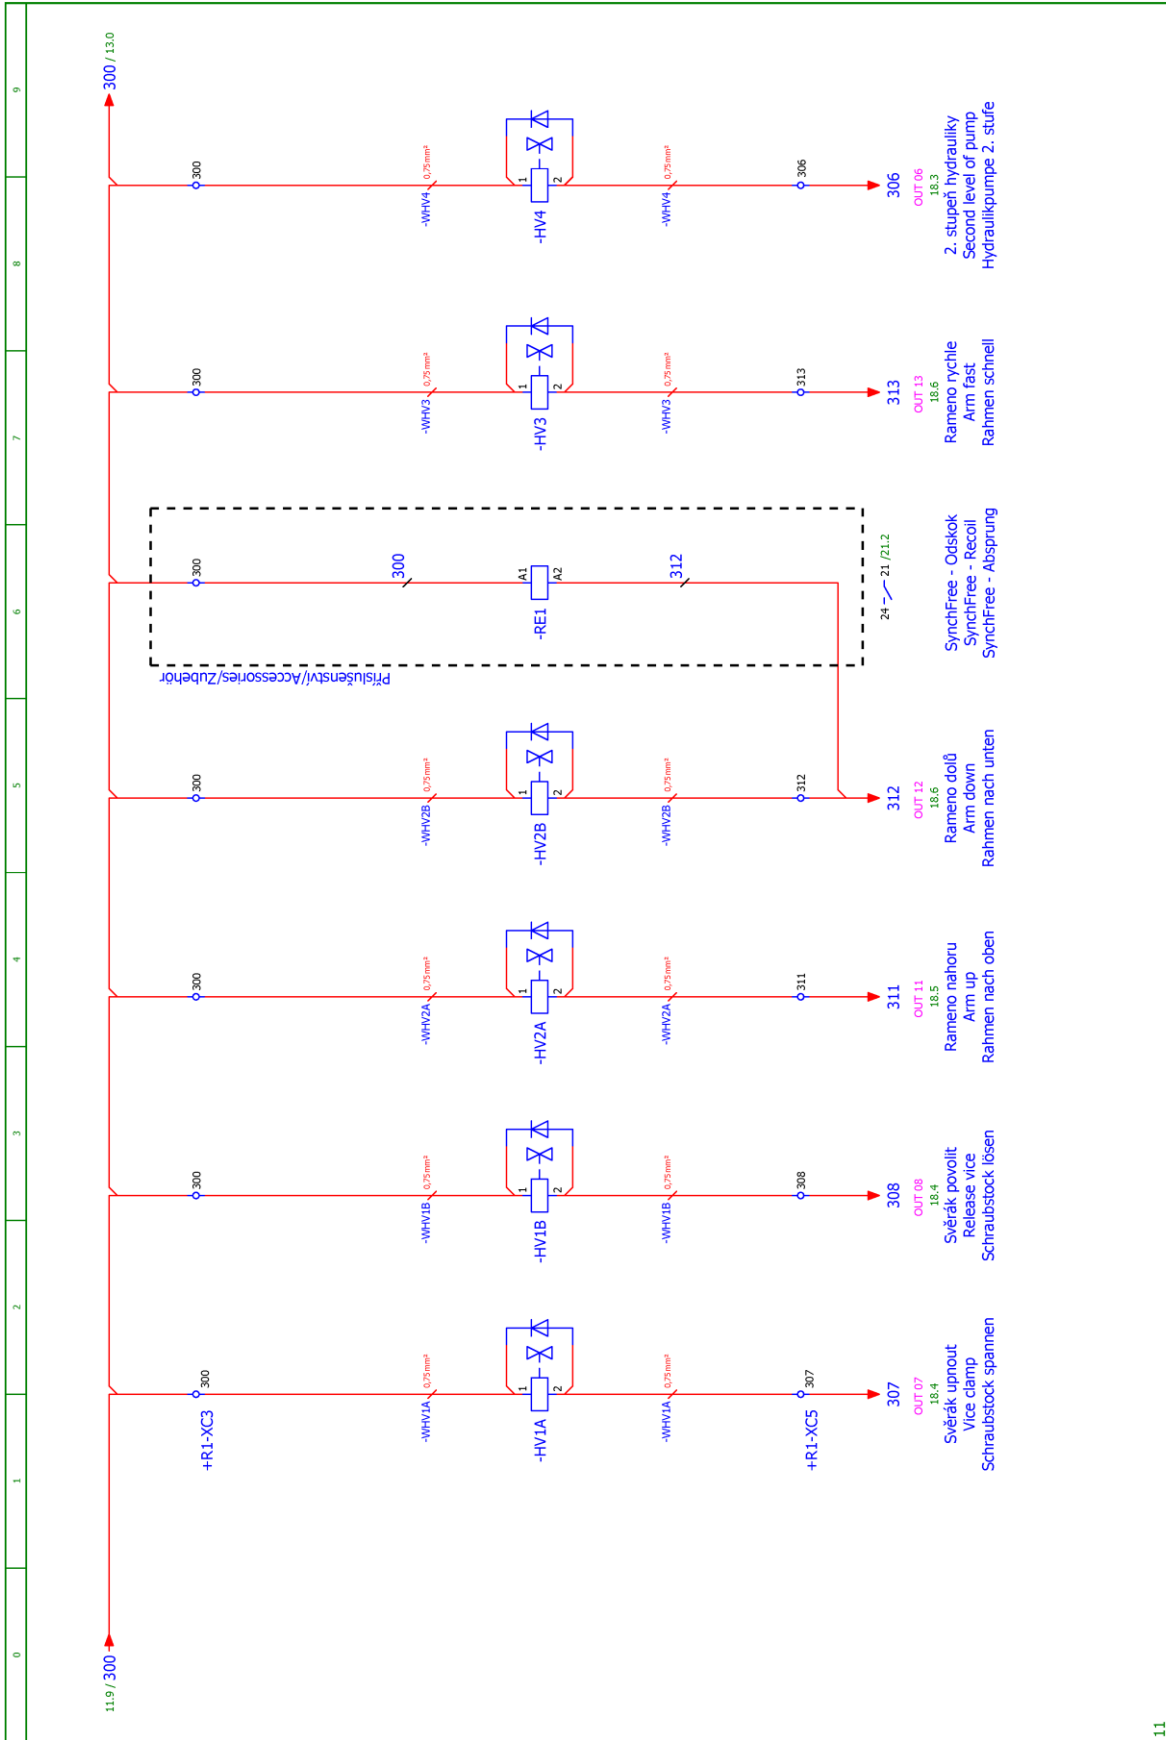 0
1
2
3
4
5
6
7
8
9
11.9 / 300
300 / 13.0
+R1-XC3
300
-WHV1A
0,75mm²
-HV1A
1
2
-WHV1A
0,75mm²
+R1-XC5
307
307
OUT 07
18.4
Svěrák upnout
Vice clamp
Schraubstock spannen
300
-WHV1B
0,75mm²
-HV1B
1
2
-WHV1B
0,75mm²
308
308
OUT 08
18.4
Svěrák povolit
Release vice
Schraubstock lösen
300
-WHV2A
0,75mm²
-HV2A
1
2
-WHV2A
0,75mm²
311
311
OUT 11
18.5
Rameno nahoru
Arm up
Rahmen nach oben
300
-WHV2B
0,75mm²
-HV2B
1
2
-WHV2B
0,75mm²
312
312
OUT 12
18.6
Rameno dolů
Arm down
Rahmen nach unten
Příslušenství/Accessories/Zubehör
300
300
-RE1
A1
A2
312
24
21 /21.2
SynchFree - Odskok
SynchFree - Recoil
SynchFree - Absprung
300
-WHV3
0,75mm²
-HV3
1
2
-WHV3
0,75mm²
313
313
OUT 13
18.6
Rameno rychle
Arm fast
Rahmen schnell
300
-WHV4
0,75mm²
-HV4
1
2
-WHV4
0,75mm²
306
306
OUT 06
18.3
2. stupeň hydrauliky
Second level of pump
Hydraulikpumpe 2. stufe
11